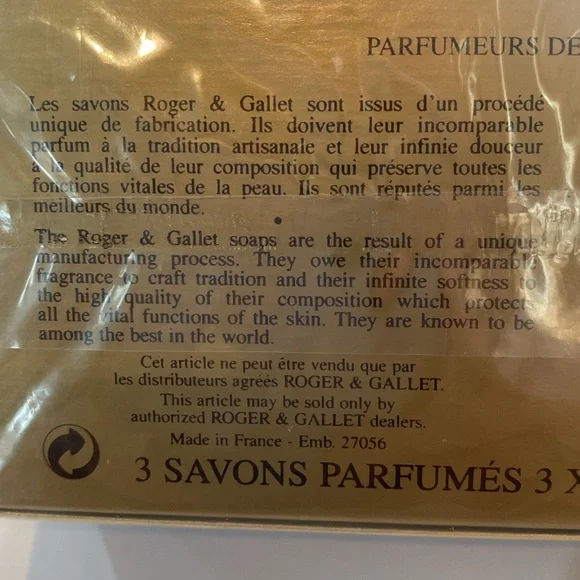 PARFUMEURS DE
Les savons Roger & Gallet sont issus d'un procédé
unique de fabrication. Ils doivent leur incomparable
parfum à la tradition artisanale et leur infinie douceur
à la qualité de leur composition qui préserve toutes les
fonctions vitales de la peau. Ils sont réputés parmi les
meilleurs du monde.
The Roger & Gallet soaps are the result of a unique
manufacturing process. They owe their incomparable
fragrance to craft tradition and their infinite softness to
the high quality of their composition which protects
all the vital functions of the skin. They are known to be
among the best in the world.
Cet article ne peut être vendu que par
les distributeurs agréés ROGER & GALLET.
This article may be sold only by
authorized ROGER & GALLET dealers.
Made in France - Emb. 27056
3 SAVONS PARFUMÉS 3 X